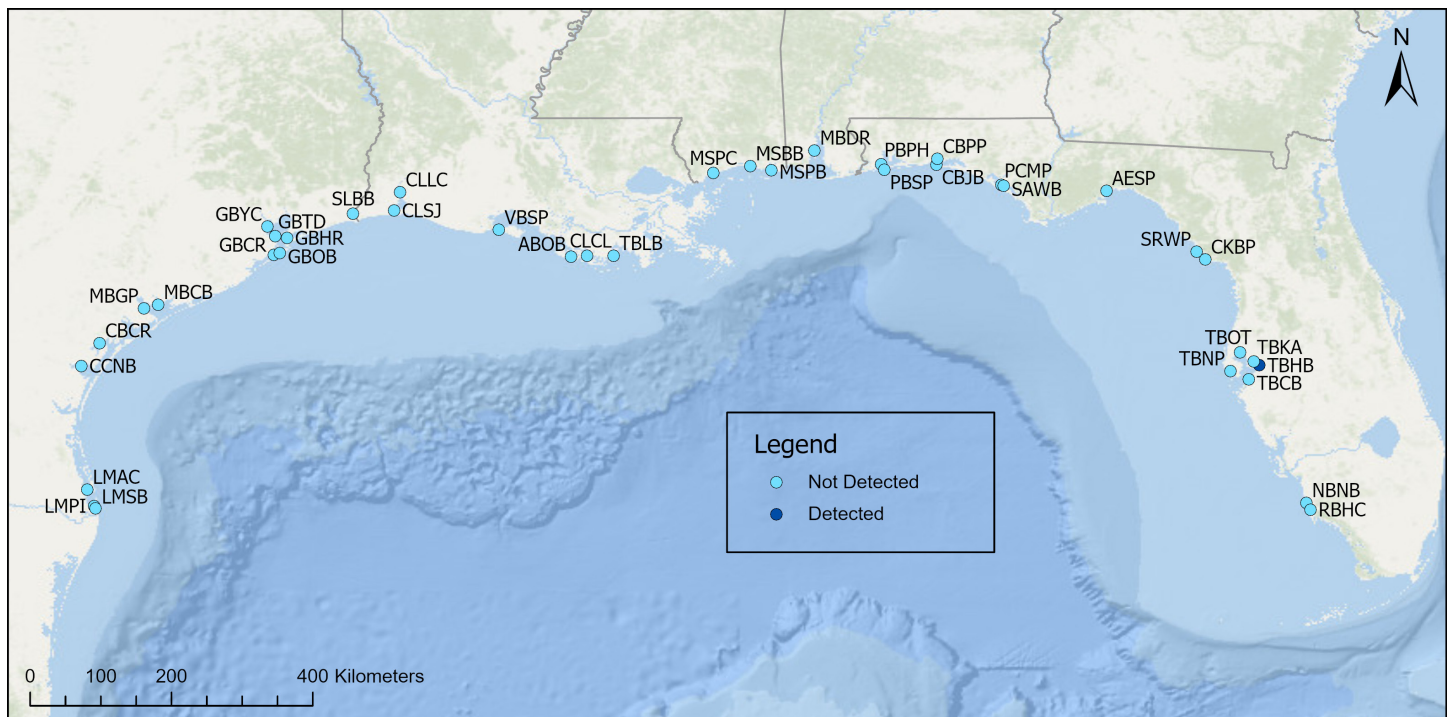 N
MBDR
MSBB
MSPC
MSPB
PBPH
CBPP
PBSP
CBJB
PCMP
SAWB
AESP
CLLC
SLBB
CLSJ
GBYC
GBTD
GBHR
GBCR
GBOB
VBSP
ABOB
CLCL
TBLB
SRWP
CKBP
MBGP
MBCB
CBCR
CCNB
TBOT
TBKA
TBNP
TBHB
TBCB
Legend
Not Detected
Detected
LMAC
LMPI
LMSB
NBNB
RBHC
0 100 200 400 Kilometers